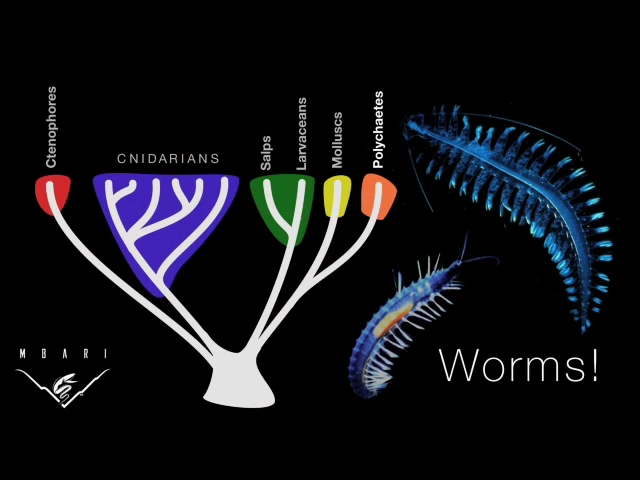 Ctenophores
CNIDARIANS
Salps
Larvaceans
Molluscs
Polychaetes
MBARI
Worms!